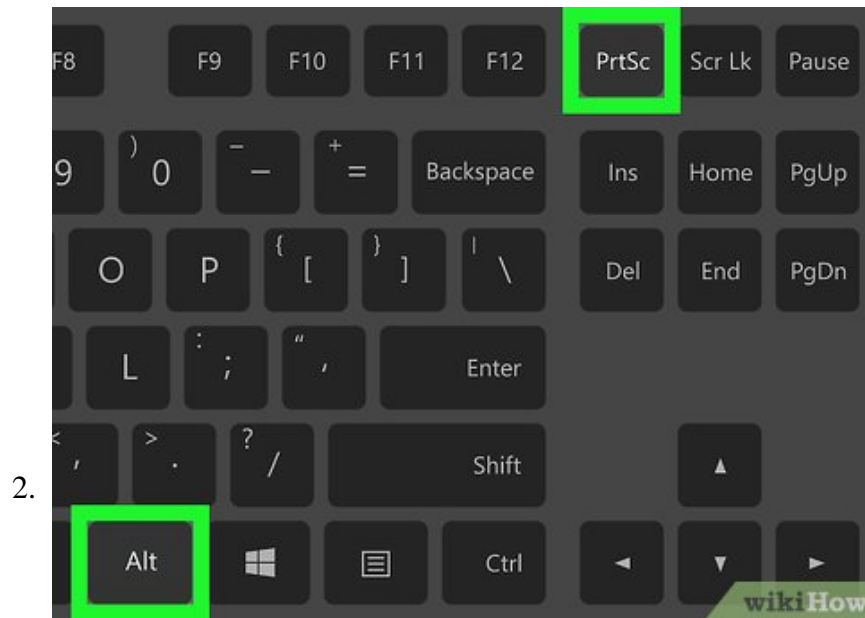 F8 F9 F10 F11 F12 PrtSc Scr Lk Pause
9 ) 0 – – + = Backspace Ins Home PgUp
O P { [ } ] | \ Del End PgDn
L : ; “ ‘ Enter
< , > . ? / Shift
2.
Alt Ctrl
wikiHow